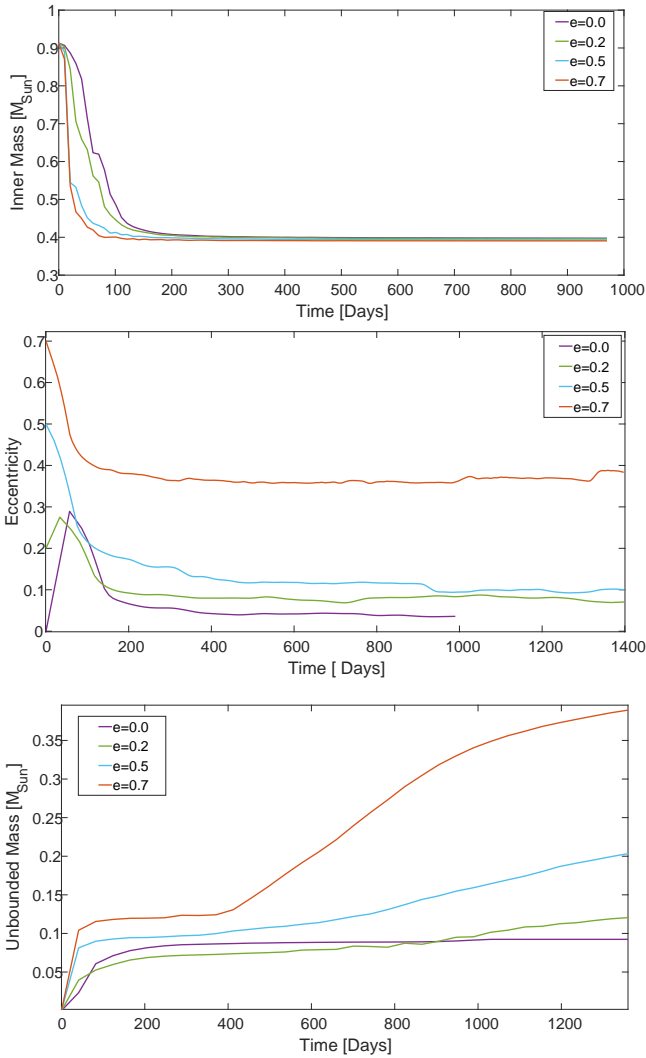 1
0.9
0.8
0.7
0.6
0.5
0.4
0.3
Inner Mass [M_Sun]
e=0.0
e=0.2
e=0.5
e=0.7
0 100 200 300 400 500 600 700 800 900 1000
Time [Days]
0.7
0.6
0.5
0.4
0.3
0.2
0.1
0
Eccentricity
e=0.0
e=0.2
e=0.5
e=0.7
0 200 400 600 800 1000 1200 1400
Time [ Days]
0.35
0.3
0.25
0.2
0.15
0.1
0.05
Unbounded Mass [M_Sun]
e=0.0
e=0.2
e=0.5
e=0.7
0 200 400 600 800 1000 1200
Time [Days]